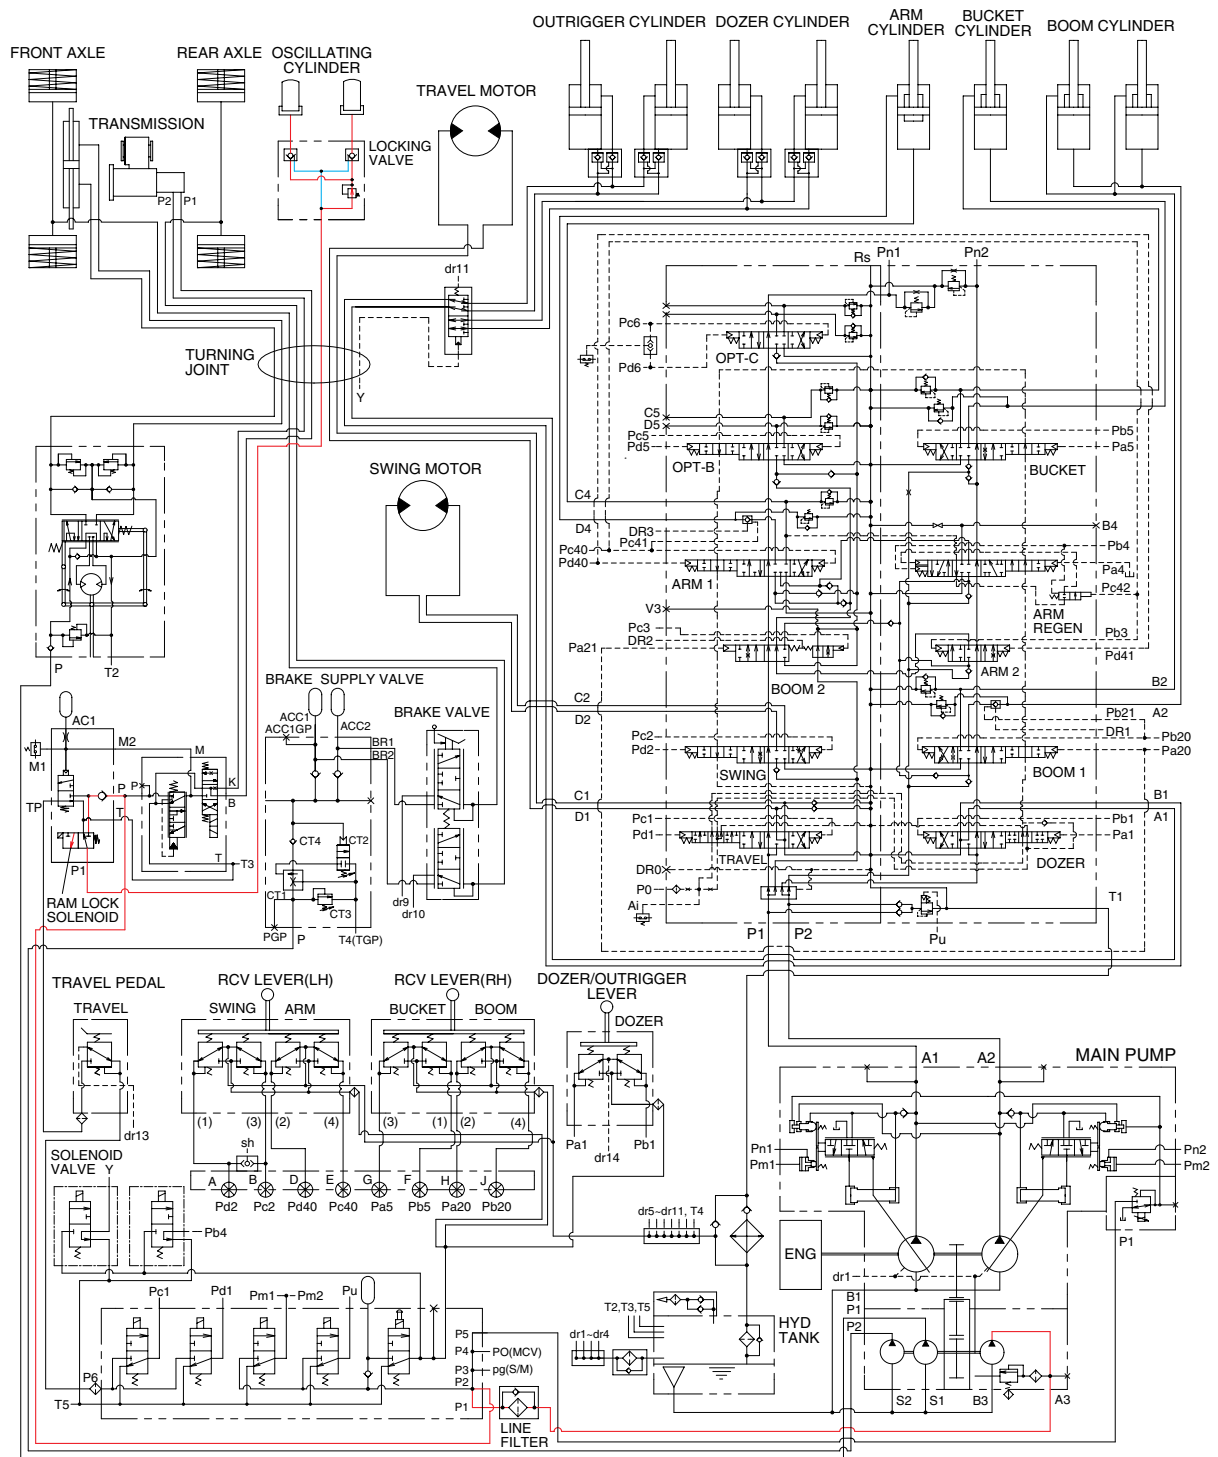 OUTRIGGER CYLINDER
DOZER CYLINDER
ARM
CYLINDER
BUCKET
CYLINDER
BOOM CYLINDER
FRONT AXLE
REAR AXLE
OSCILLATING
CYLINDER
TRAVEL MOTOR
TRANSMISSION
LOCKING
VALVE
P2
P1
dr11
Rs
Pn1
Pn2
TURNING
JOINT
Y
Pc6
Pd6
OPT-C
C5
D5
Pc5
Pd5
OPT-B
Pb5
Pa5
BUCKET
SWING MOTOR
C4
D4
DR3
Pc41
Pc40
Pd40
ARM 1
B4
Pb4
Pa4
Pc42
ARM
REGEN
V3
Pc3
DR2
Pa21
BOOM 2
Pb3
Pd41
ARM 2
P
T2
BRAKE SUPPLY VALVE
ACC1
ACC1GP
ACC2
BRAKE VALVE
BR1
BR2
C2
D2
Pc2
Pd2
SWING
B2
A2
Pb21
DR1
Pb20
Pa20
BOOM 1
AC1
M2
M
M1
K
B
P
P
TP
T
T
T3
P1
RAM LOCK
SOLENOID
CT4
CT2
CT1
CT3
PGP
P
T4(TGP)
dr9
dr10
C1
D1
Pc1
Pd1
TRAVEL
DR0
P0
Ai
B1
A1
Pb1
Pa1
DOZER
T1
P1
P2
Pu
TRAVEL PEDAL
TRAVEL
RCV LEVER(LH)
SWING
ARM
RCV LEVER(RH)
BUCKET
BOOM
DOZER/OUTRIGGER
LEVER
DOZER
A1
A2
MAIN PUMP
(1)
(3)
(2)
(4)
(3)
(1)
(2)
(4)
dr13
sh
Pa1
Pb1
dr14
Pn1
Pm1
Pn2
Pm2
SOLENOID
VALVE
Y
A
B
D
E
G
F
H
J
Pd2
Pc2
Pd40
Pc40
Pa5
Pb5
Pa20
Pb20
Pb4
dr5~dr11, T4
ENG
P1
dr1
B1
P1
P2
Pc1
Pd1
Pm1
Pm2
Pu
T2,T3,T5
dr1~dr4
HYD
TANK
P5
P4
PO(MCV)
P3
pg(S/M)
P2
P6
T5
P1
LINE
FILTER
S2
S1
B3
A3